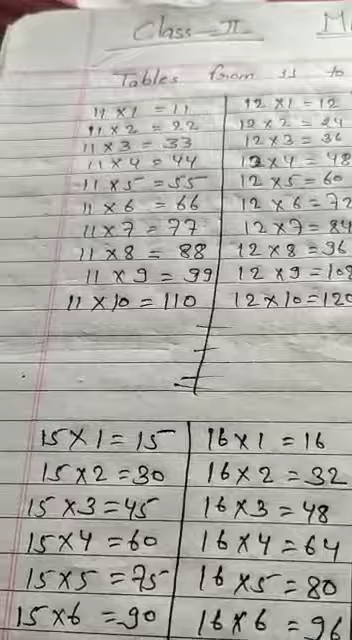 Class - II
Tables from 11 to
11 × 1 = 11 12 × 1 = 12
11 × 2 = 22 12 × 2 = 24
11 × 3 = 33 12 × 3 = 36
11 × 4 = 44 12 × 4 = 48
11 × 5 = 55 12 × 5 = 60
11 × 6 = 66 12 × 6 = 72
11 × 7 = 77 12 × 7 = 84
11 × 8 = 88 12 × 8 = 96
11 × 9 = 99 12 × 9 = 108
11 × 10 = 110 12 × 10 = 120
15 × 1 = 15 16 × 1 = 16
15 × 2 = 30 16 × 2 = 32
15 × 3 = 45 16 × 3 = 48
15 × 4 = 60 16 × 4 = 64
15 × 5 = 75 16 × 5 = 80
15 × 6 = 90 16 × 6 = 96